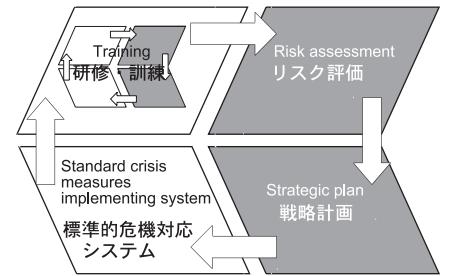 Training
研修・訓練
Risk assessment
リスク評価
Strategic plan
戦略計画
Standard crisis
measures
implementing system
標準的危機対応
システム